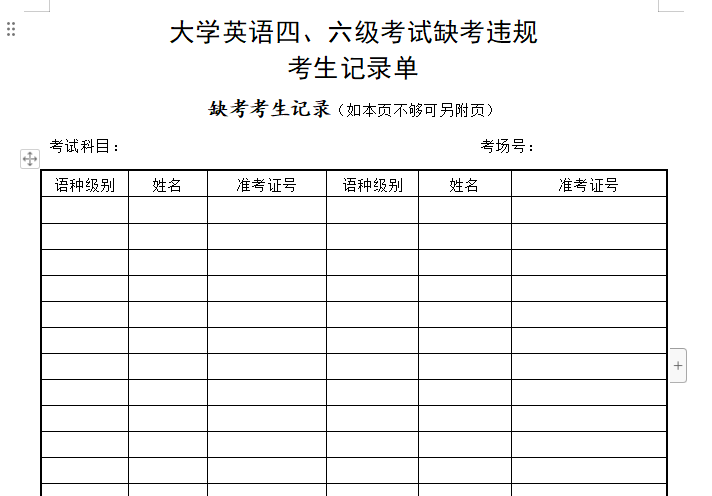 大学英语四、六级考试缺考违规
考生记录单
缺考考生记录（如本页不够可另附页）
考试科目： 考场号：
语种级别 姓名 准考证号 语种级别 姓名 准考证号